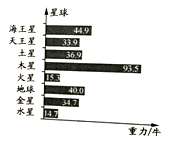 星球
海王星 44.9
天王星 33.9
土星 36.9
木星 93.5
火星 15.3
地球 40.0
金星 34.7
水星 14.7
重力/牛